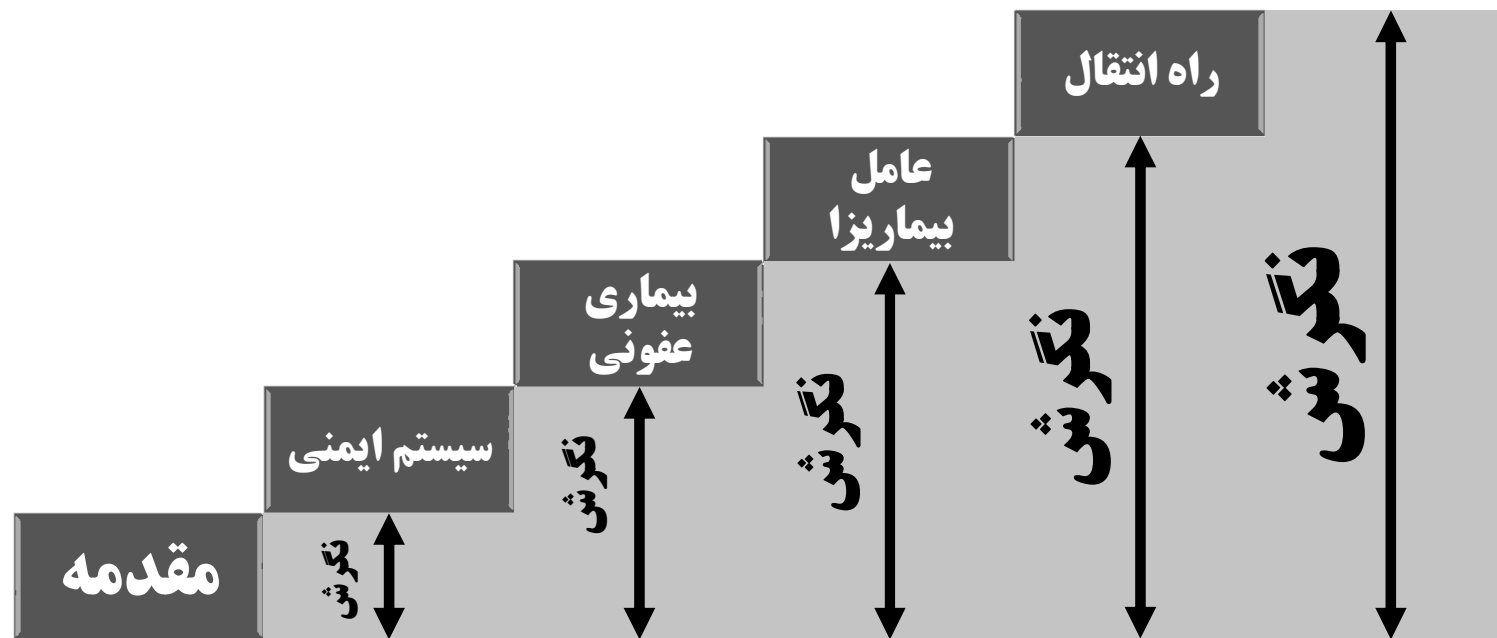 راه انتقال
عامل
بیماریزا
بیماری
عفونی
سیستم ایمنی
مقدمه
نگرش
نگرش
نگرش
نگرش
نگرش